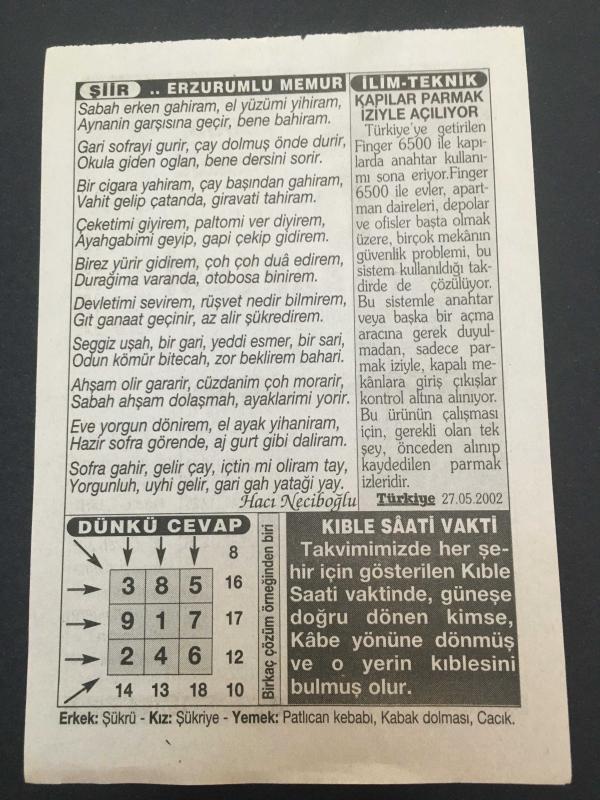 ŞİİR .. ERZURUMLU MEMUR
Sabah erken gahiram, el yüzümi yihiram,
Aynanin garşısına geçir, bene bahiram.
Gari sofrayi gurir, çay dolmuş önde durir,
Okula giden oglan, bene dersini sorir.
Bir cigara yahiram, çay başından gahiram,
Vahit gelip çatanda, giravati tahiram.
Çeketimi giyirem, paltomi ver diyirem,
Ayahgabimi geyip, gapi çekip gidirem.
Birez yürir gidirem, çoh çoh duâ edirem,
Durağima varanda, otobosa binirem.
Devletimi sevirem, rüşvet nedir bilmirem,
Gıt ganaat geçinir, az alir şükredirem.
Seggiz uşah, bir gari, yeddi esmer, bir sari,
Odun kömür bitecah, zor beklirem bahari.
Ahşam olir gararir, cüzdanim çoh morarir,
Sabah ahşam dolaşmah, ayaklarimi yorir.
Eve yorgun dönirem, el ayak yihaniram,
Hazir sofra görende, aj gurt gibi daliram.
Sofra gahir, gelir çay, içtin mi oliram tay,
Yorgunluh, uyhi gelir, gari gah yataği yay.
Hacı Neciboğlu
İLİM-TEKNİK
KAPILAR PARMAK
İZİYLE AÇILIYOR
Türkiye'ye getirilen
Finger 6500 ile kapı-
larda anahtar kullanı-
mı sona eriyor.Finger
6500 ile evler, apart-
man daireleri, depolar
ve ofisler başta olmak
üzere, birçok mekânın
güvenlik problemi, bu
sistem kullanıldığı tak-
dirde de çözülüyor.
Bu sistemle anahtar
veya başka bir açma
aracına gerek duyul-
madan, sadece par-
mak iziyle, kapalı me-
kânlara giriş çıkışlar
kontrol altına alınıyor.
Bu ürünün çalışması
için, gerekli olan tek
şey, önceden alınıp
kaydedilen parmak
izleridir.
Türkiye 27.05.2002
DÜNKÜ CEVAP
8
3 8 5 16
9 1 7 17
2 4 6 12
14 13 18 10
Birkaç çözüm örneğinden biri
KIBLE SÂATİ VAKTİ
Takvimimizde her şe-
hir için gösterilen Kıble
Saati vaktinde, güneşe
doğru dönen kimse,
Kâbe yönüne dönmüş
ve o yerin kıblesini
bulmuş olur.
Erkek: Şükrü - Kız: Şükriye - Yemek: Patlıcan kebabı, Kabak dolması, Cacık.